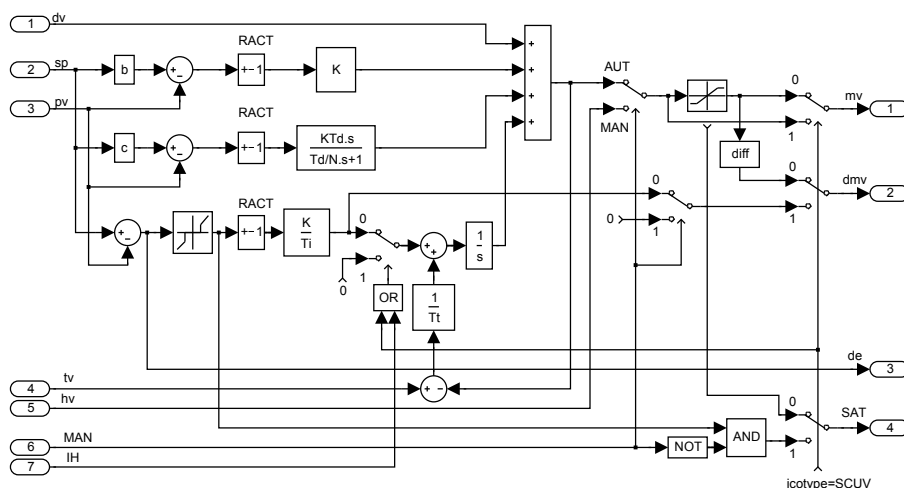 1 dv
2 sp
3 pv
RACT
b
+
−
+−1
K
+
+
+
+
AUT
MAN
0
1
mv
1
RACT
c
+
−
+−1
KTd.s
Td/N.s+1
diff
0
1
dmv
2
RACT
+
−
+−1
K
Ti
0
1
0
+
+
1
s
0
1
0
OR
1
Tt
de
3
4 tv
+
−
5 hv
0
1
SAT
4
6 MAN
NOT
AND
7 IH
icotype=SCUV